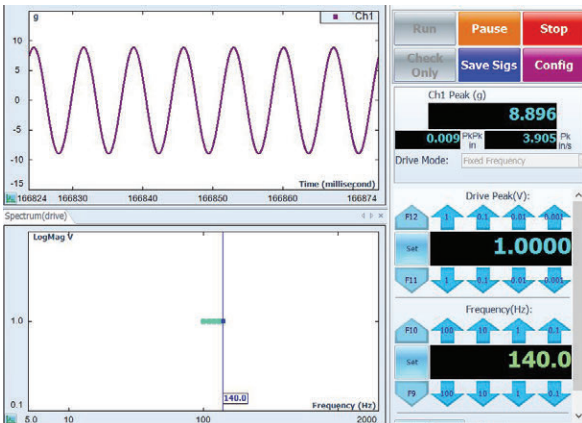 g
Ch1
10
5
0
-5
-10
-15
Time (millisecond)
166824 166830 166840 166850 166860 166874
Spectrum(drive)
LogMag V
1.0
0.1
140.0
Frequency (Hz)
5.0 10 100 2000
Run Pause Stop
Check Only Save Sigs Config
Ch1 Peak (g)
8.896
0.009 PkPk in 3.905 Pk in/s
Drive Mode: Fixed Frequency
Drive Peak(V):
F12 1 0.1 0.01 0.001
Set 1.0000
F11 1 0.1 0.01 0.001
Frequency(Hz):
F10 100 10 1 0.1
Set 140.0
F9 100 10 1 0.1